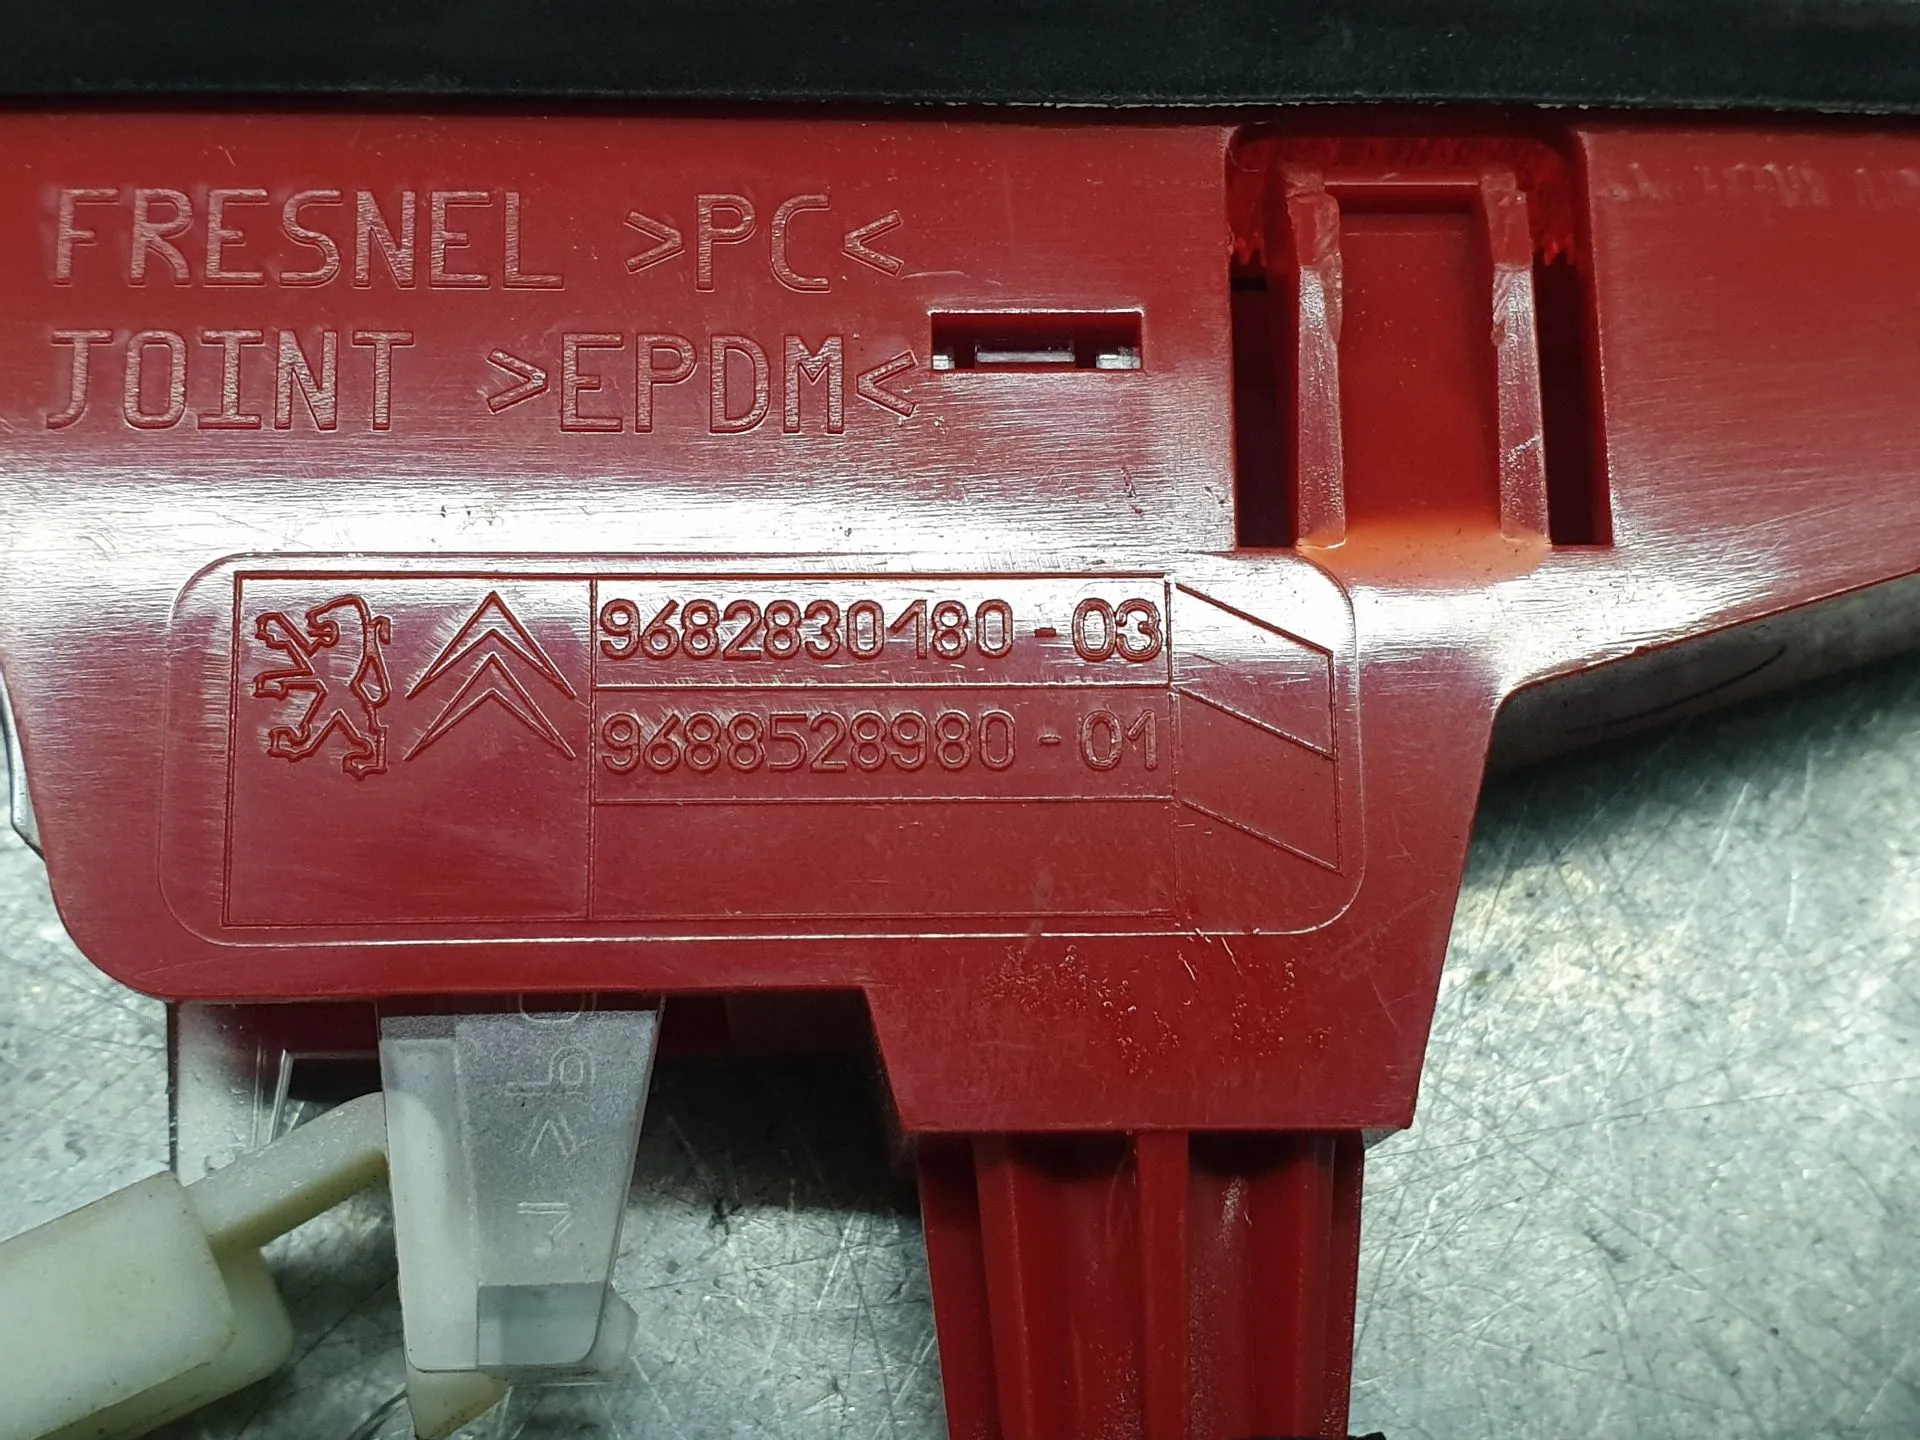 FRESNEL >PC<
JOINT >EPDM<
9682830180-03
9688528980-01